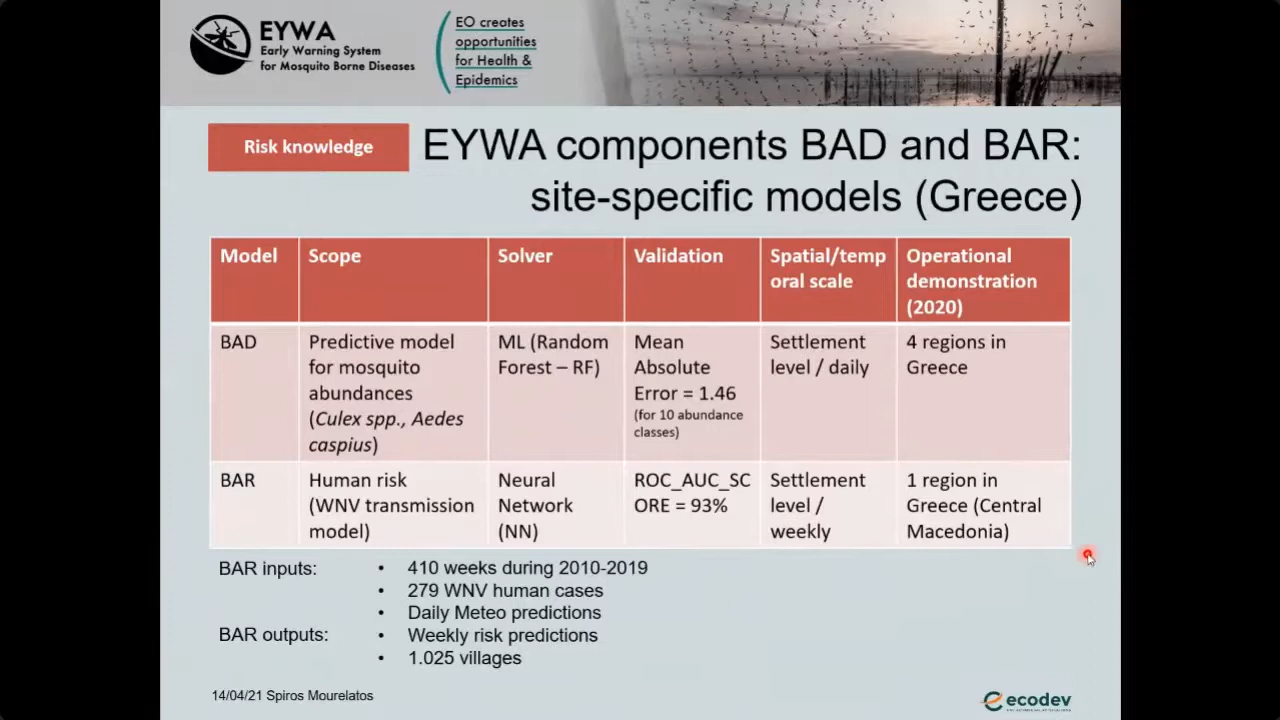 EYWA
Early Warning System
for Mosquito Borne Diseases
EO creates
opportunities
for Health &
Epidemics
Risk knowledge
EYWA components BAD and BAR:
site-specific models (Greece)
Model
Scope
Solver
Validation
Spatial/temp
oral scale
Operational
demonstration
(2020)
BAD
Predictive model
for mosquito
abundances
(Culex spp., Aedes
caspius)
ML (Random
Forest – RF)
Mean
Absolute
Error = 1.46
(for 10 abundance
classes)
Settlement
level / daily
4 regions in
Greece
BAR
Human risk
(WNV transmission
model)
Neural
Network
(NN)
ROC_AUC_SC
ORE = 93%
Settlement
level /
weekly
1 region in
Greece (Central
Macedonia)
BAR inputs:
• 410 weeks during 2010-2019
• 279 WNV human cases
• Daily Meteo predictions
BAR outputs:
• Weekly risk predictions
• 1.025 villages
14/04/21 Spiros Mourelatos
ecodev